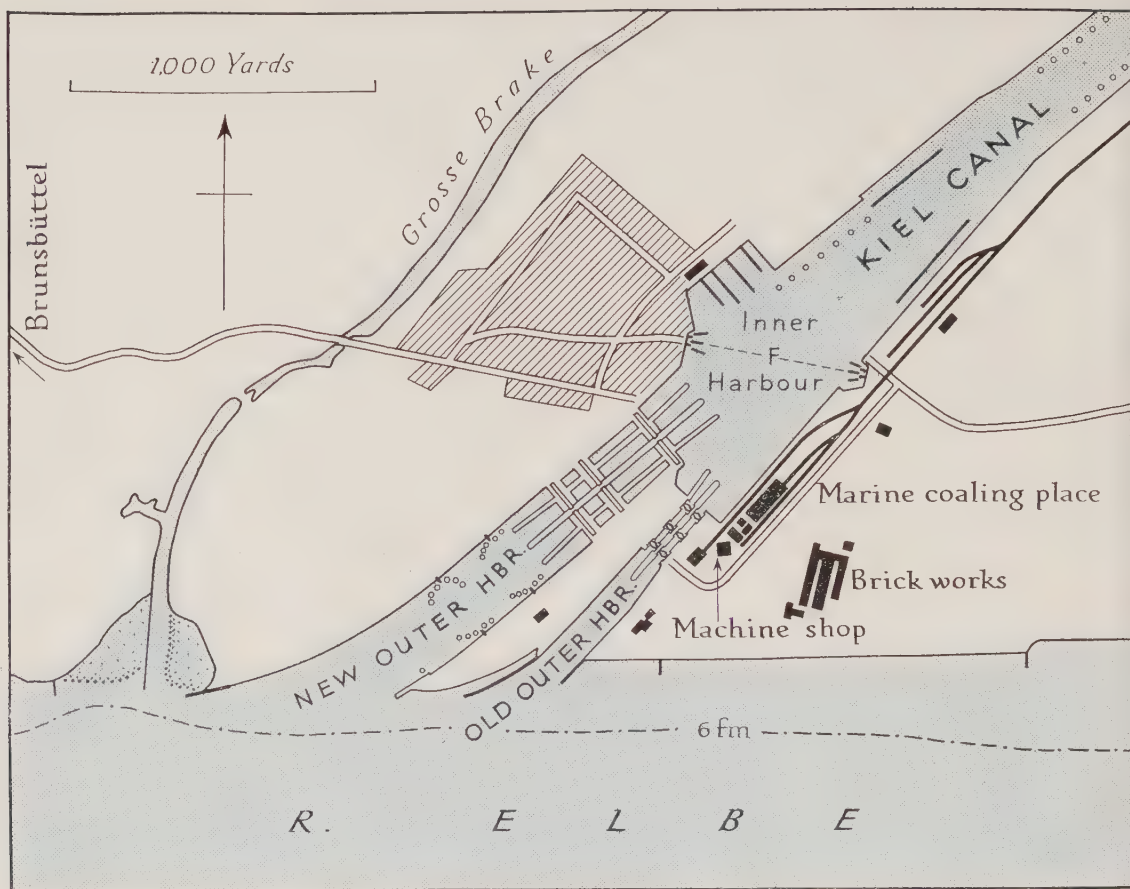 1,000 Yards
Grosse Brake
Brunsbüttel
KIEL CANAL
Inner
F
Harbour
Marine coaling place
Brick works
Machine shop
NEW OUTER HBR.
OLD OUTER HBR.
6 fm
R. ELBE